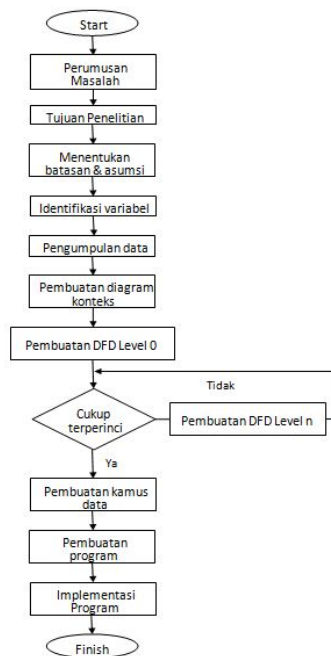 Start
Perumusan
Masalah
Tujuan Penelitian
Menentukan
batasan & asumsi
Identifikasi variabel
Pengumpulan data
Pembuatan diagram
konteks
Pembuatan DFD Level 0
Tidak
Cukup
terperinci
Pembuatan DFD Level n
Ya
Pembuatan kamus
data
Pembuatan
program
Implementasi
Program
Finish